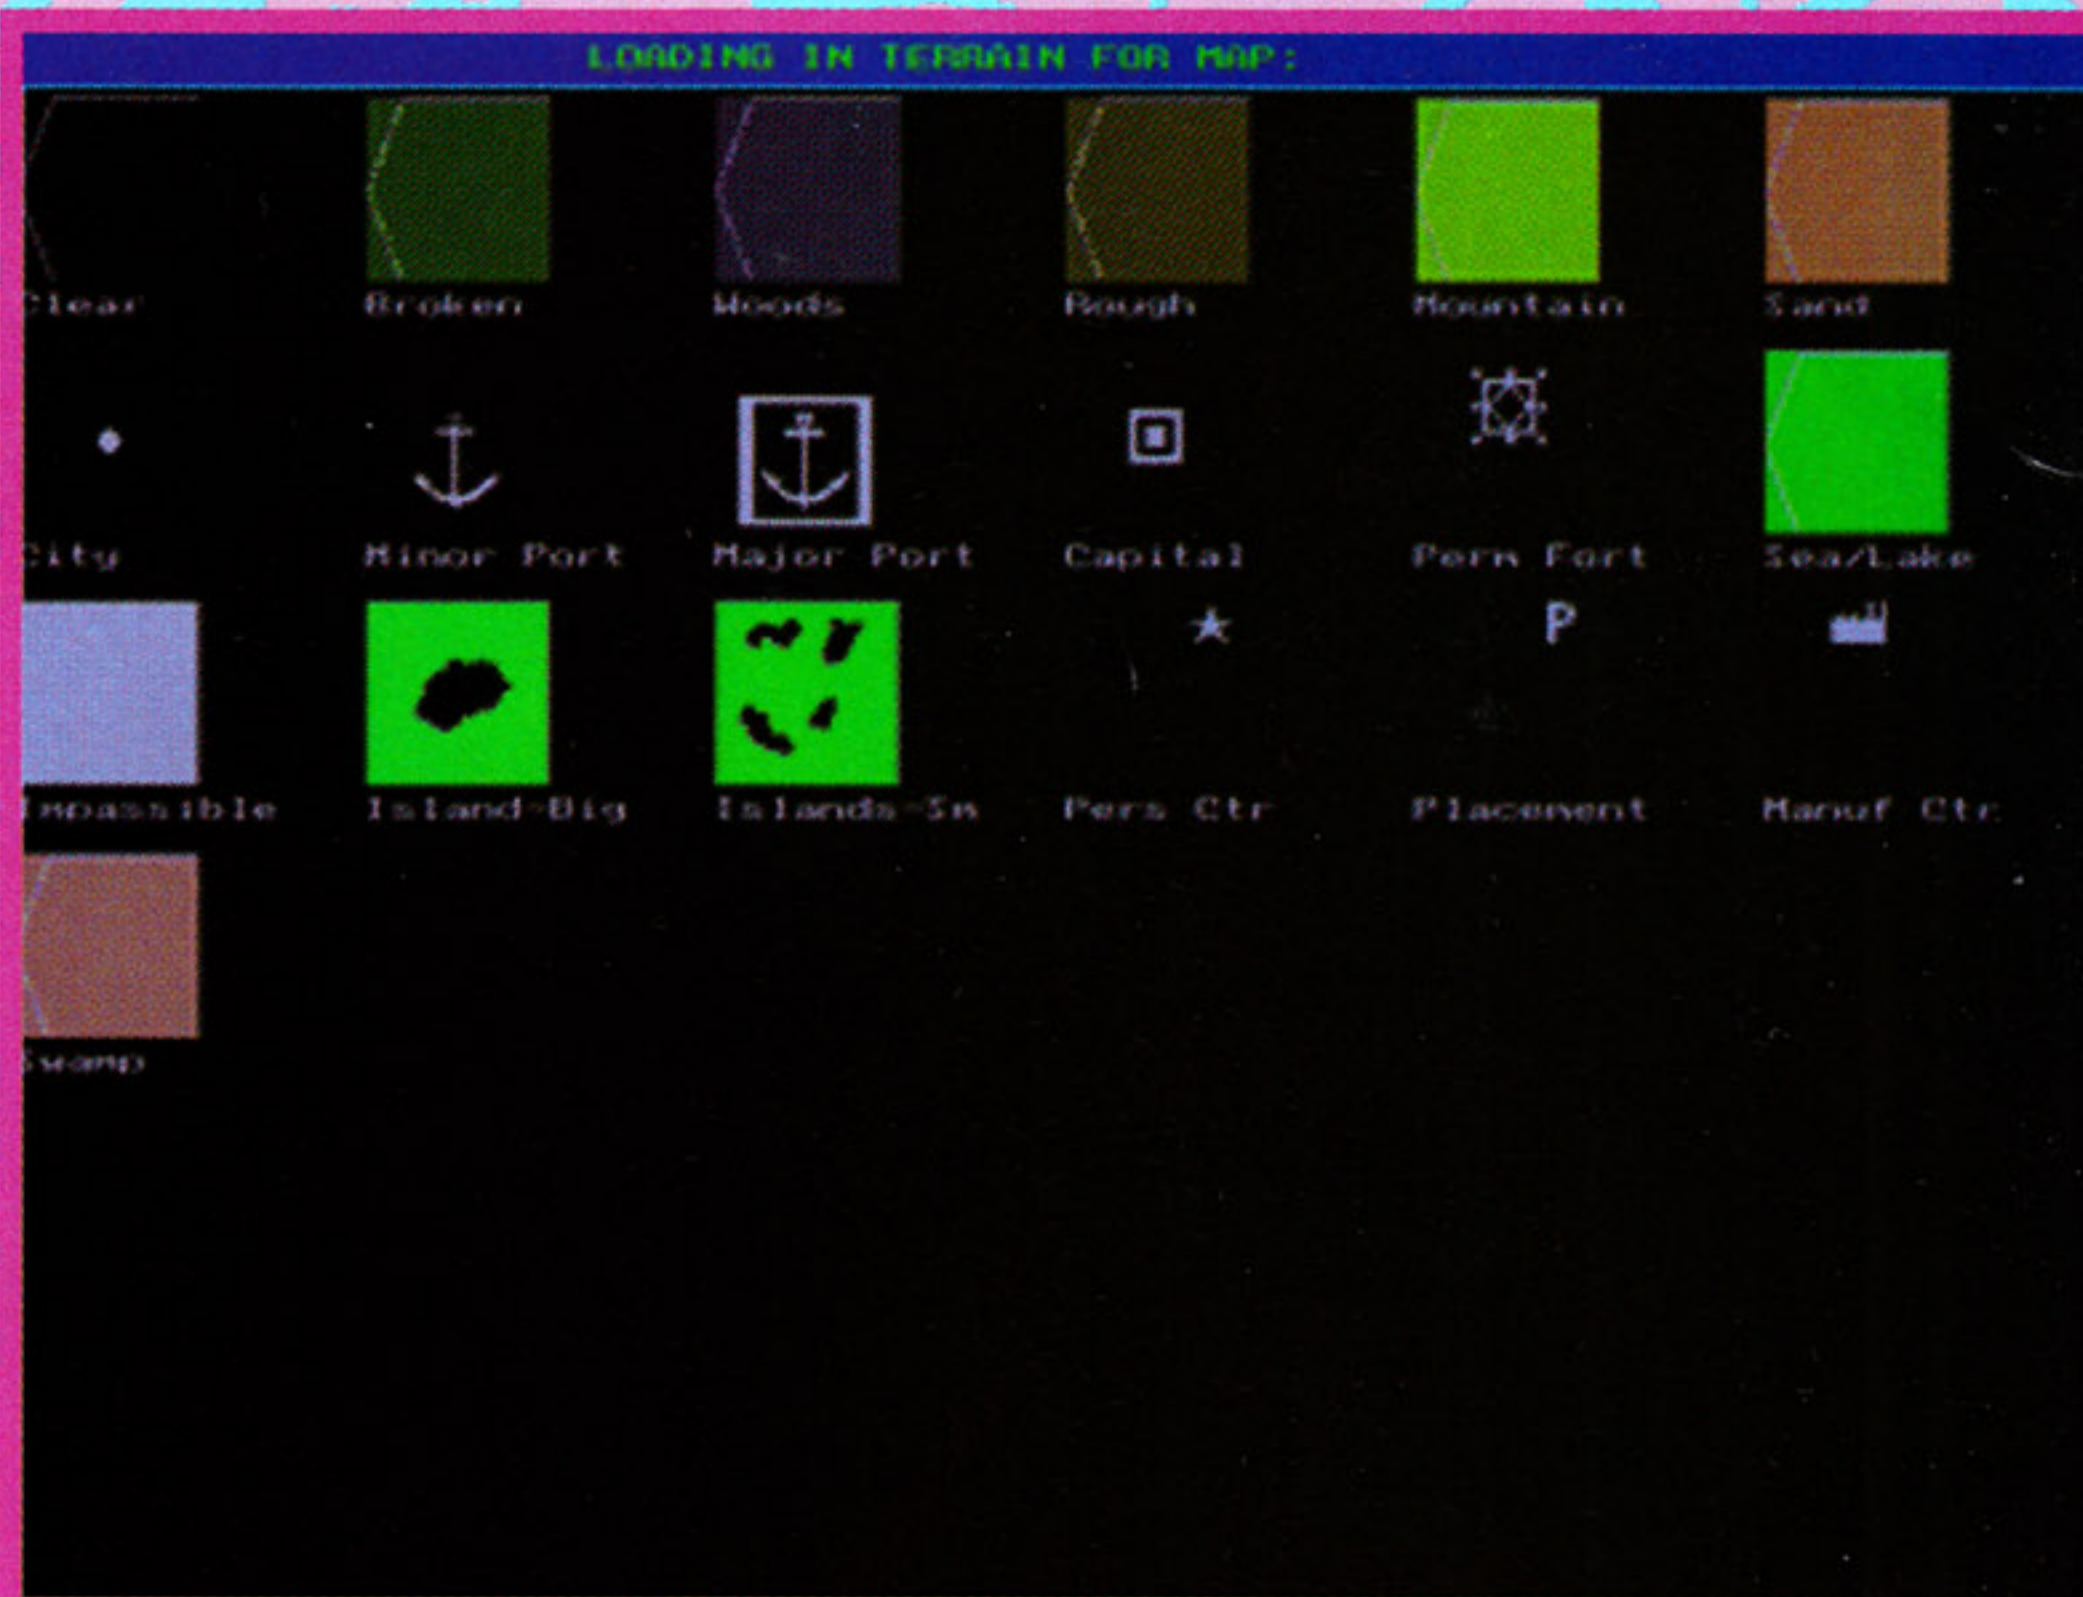 LOADING IN TERRAIN FOR MAP:
Clear Broken Woods Rough Mountain Sand
City Minor Port Major Port Capital Perm Fort Sea/Lake
P
Impassible Island-Big Islands-Sm Pers Ctr Placement Manuf Ctr
Swamp